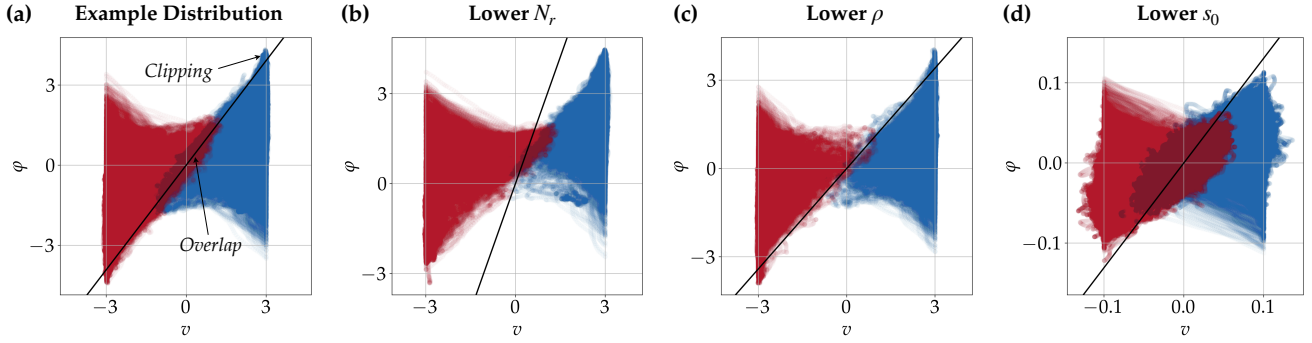 (a) Example Distribution
Clipping
Overlap
3
0
−3
φ
−3 0 3
v
(b) Lower N_r
3
0
−3
φ
−3 0 3
v
(c) Lower ρ
3
0
−3
φ
−3 0 3
v
(d) Lower s_0
0.1
0.0
−0.1
φ
−0.1 0.0 0.1
v